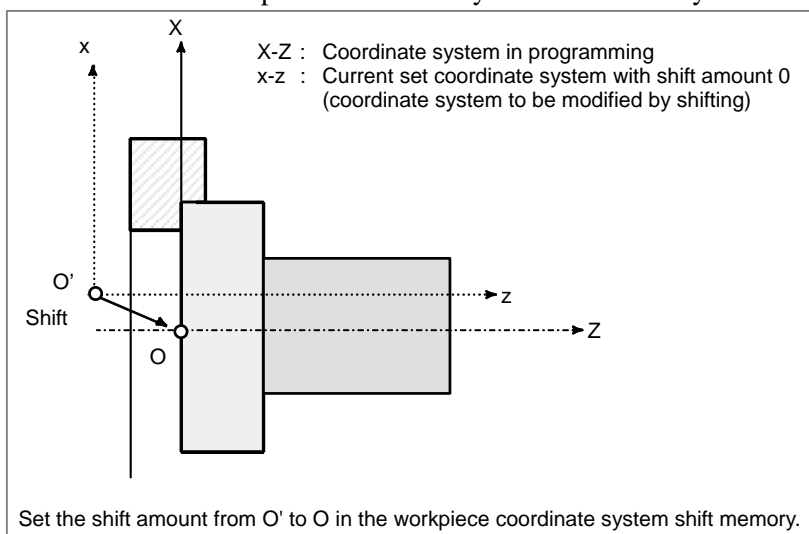 x
X
X-Z : Coordinate system in programming
x-z : Current set coordinate system with shift amount 0
(coordinate system to be modified by shifting)
O'
z
Shift
Z
O
Set the shift amount from O' to O in the workpiece coordinate system shift memory.